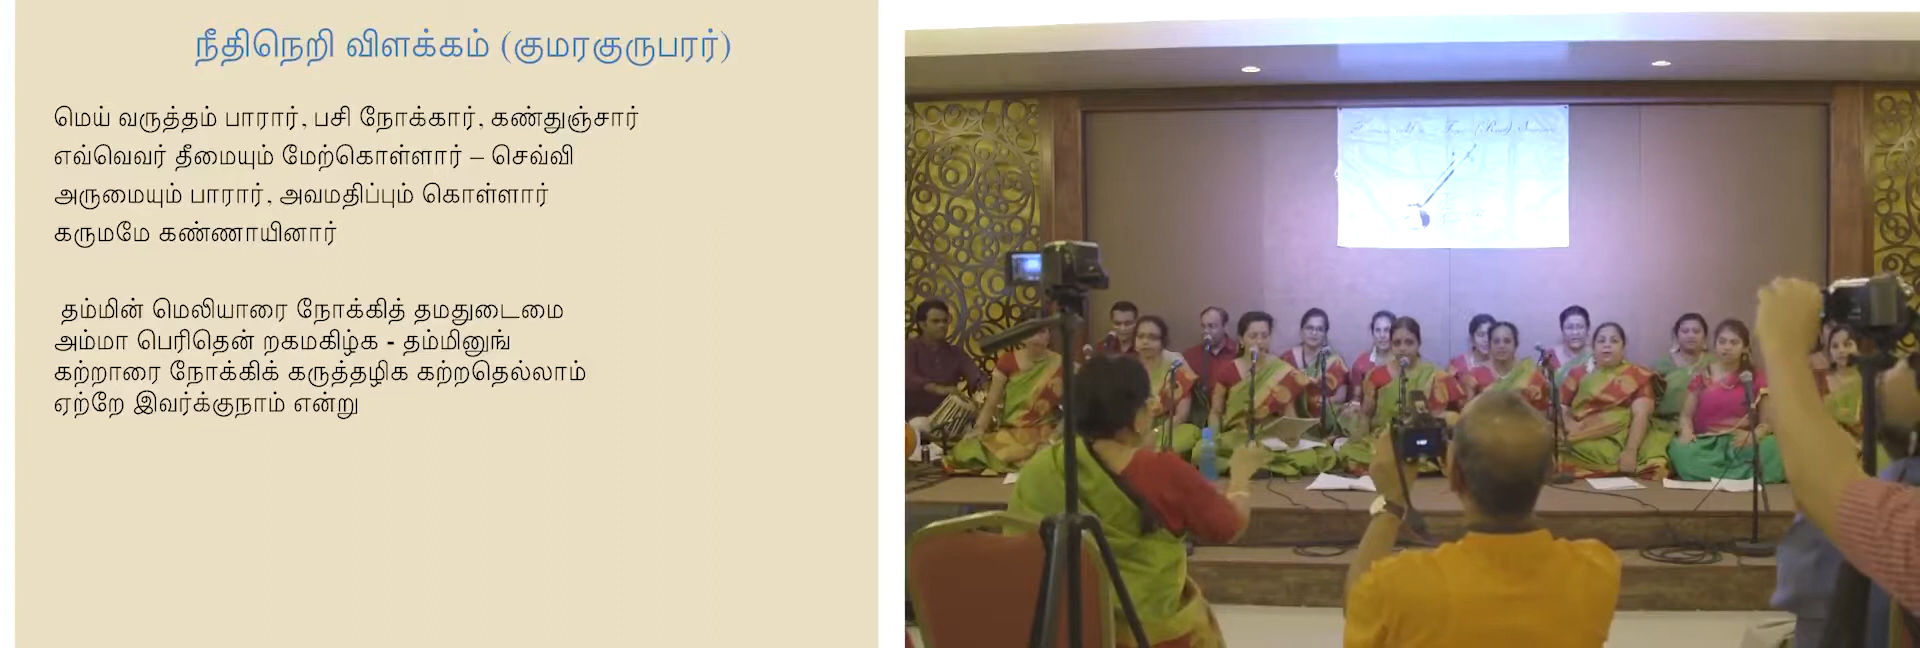 நீதிநெறி விளக்கம் (குமரகுருபரர்)
மெய் வருத்தம் பாரார், பசி நோக்கார், கண்துஞ்சார்
எவ்வெவர் தீமையும் மேற்கொள்ளார் – செவ்வி
அருமையும் பாரார், அவமதிப்பும் கொள்ளார்
கருமமே கண்ணாயினார்
தம்மின் மெலியாரை நோக்கித் தமதுடைமை
அம்மா பெரிதென் றகமகிழ்க - தம்மினுங்
கற்றாரை நோக்கிக் கருத்தழிக கற்றதெல்லாம்
ஏற்றே இவர்க்குநாம் என்று